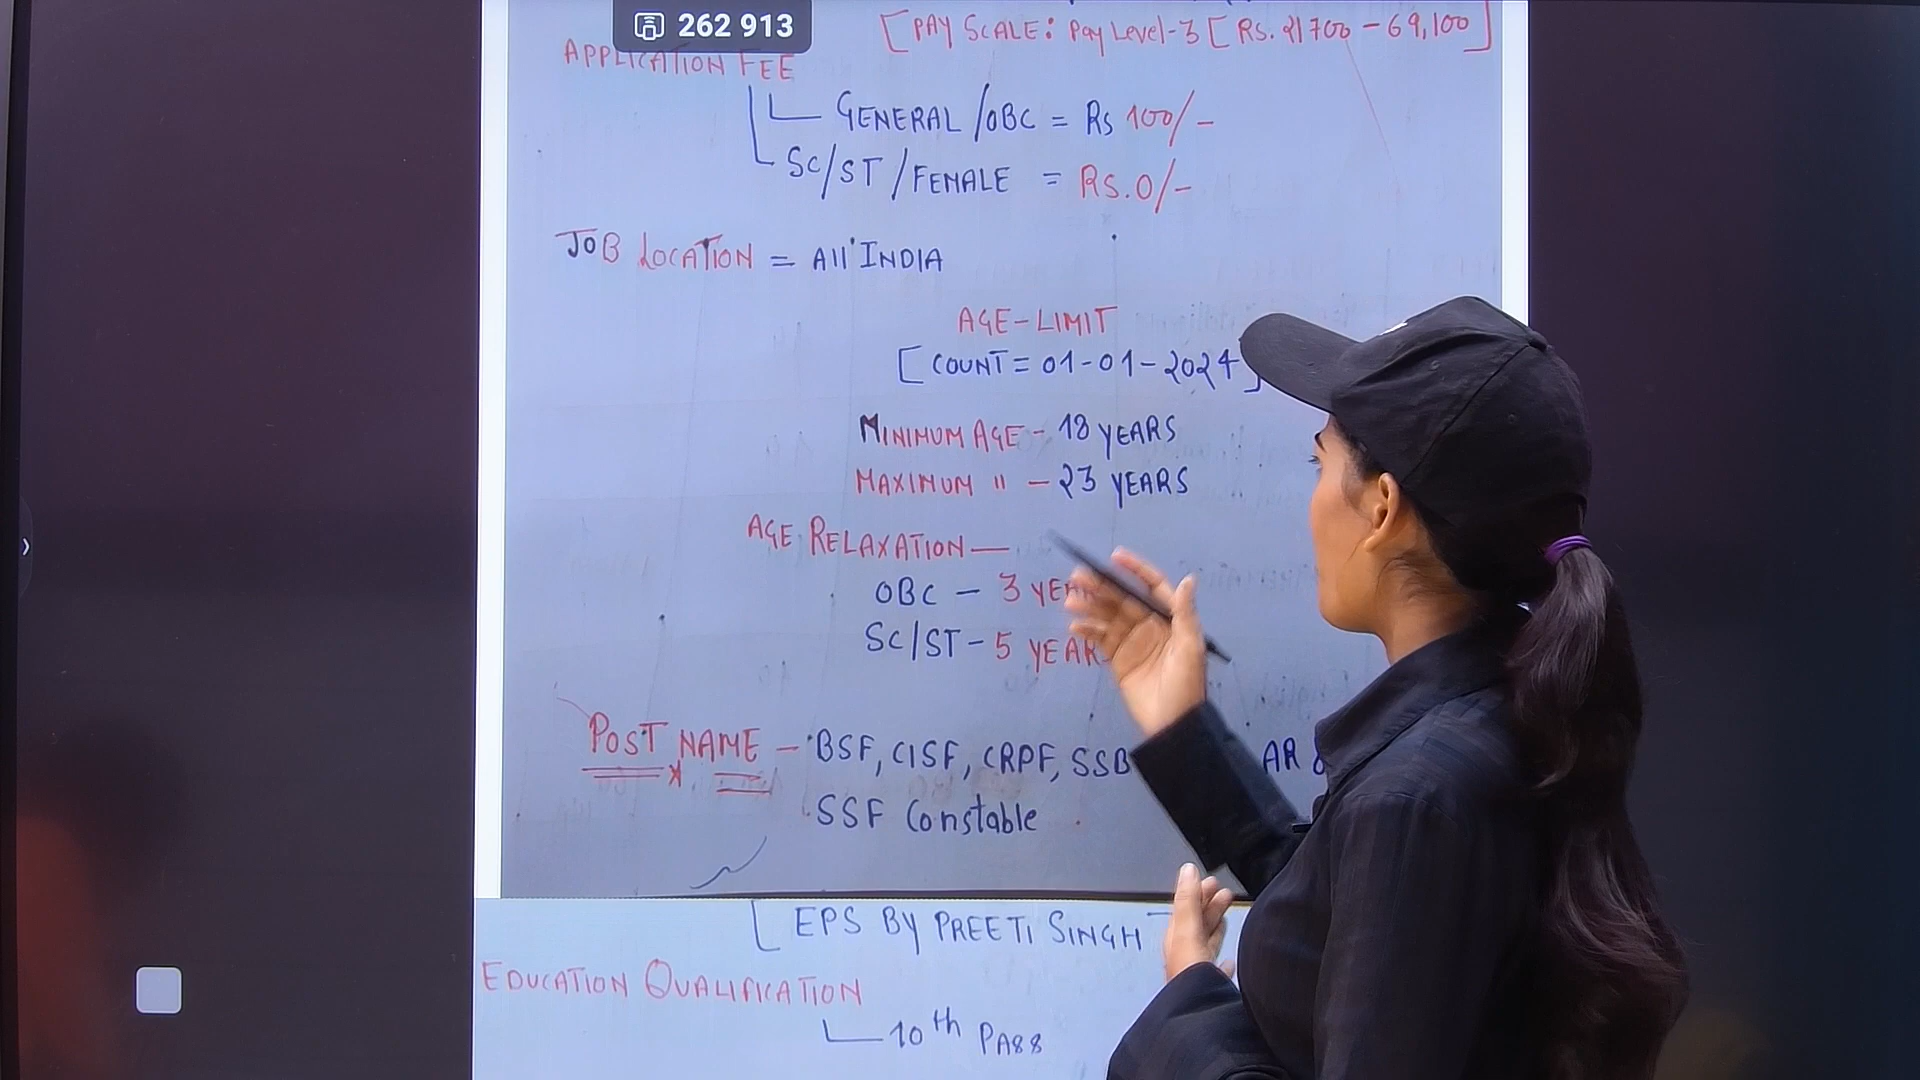 262 913
[PAY SCALE: Pay Level-3 [RS. 21700 - 69,100]
APPLICATION FEE
GENERAL/OBC = Rs 100/-
SC/ST/FEMALE = RS.0/-
JOB LOCATION = All INDIA
AGE-LIMIT
[COUNT = 01-01-2024]
MINIMUM AGE - 18 YEARS
MAXIMUM " - 23 YEARS
AGE RELAXATION —
OBC - 3
SC/ST - 5
POST NAME - BSF, CISF, CRPF, SSB AR
SSF Constable
[EPS BY PREETI SINGH
EDUCATION QUALIFICATION
10th PASS